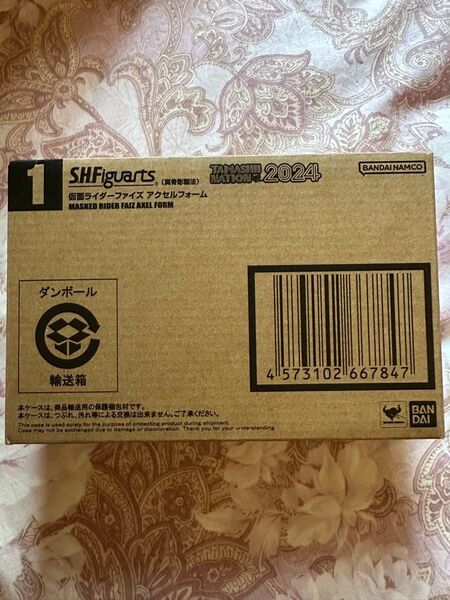 1
S.H.Figuarts (真骨彫製法) TAMASHII NATION 2024
BANDAI NAMCO
仮面ライダーファイズ アクセルフォーム
MASKED RIDER FAIZ AXEL FORM
ダンボール
輸送箱
4 573102 667847
本ケースは、商品輸送用の保護梱包材です。
本ケースは、つぶれ、汚れ等による交換は出来ません。ご了承ください。
This case is used solely for the purpose of protecting product during shipment.
Case may not be exchanged due to damage or discoloration. Thank you for your understanding.
BAN
DAI